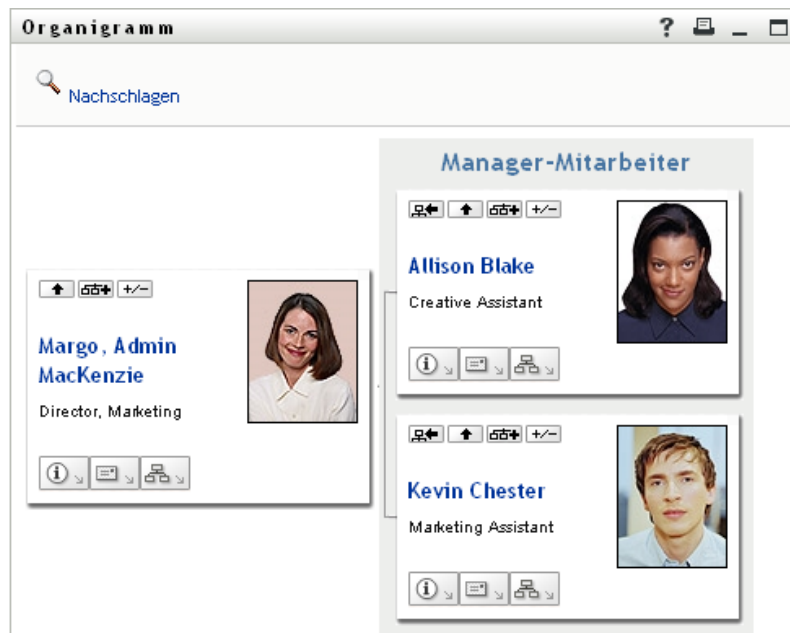 Organigramm
Nachschlagen
Manager-Mitarbeiter
Margo, Admin
MacKenzie
Director, Marketing
+/−
Allison Blake
Creative Assistant
+/−
Kevin Chester
Marketing Assistant
+/−